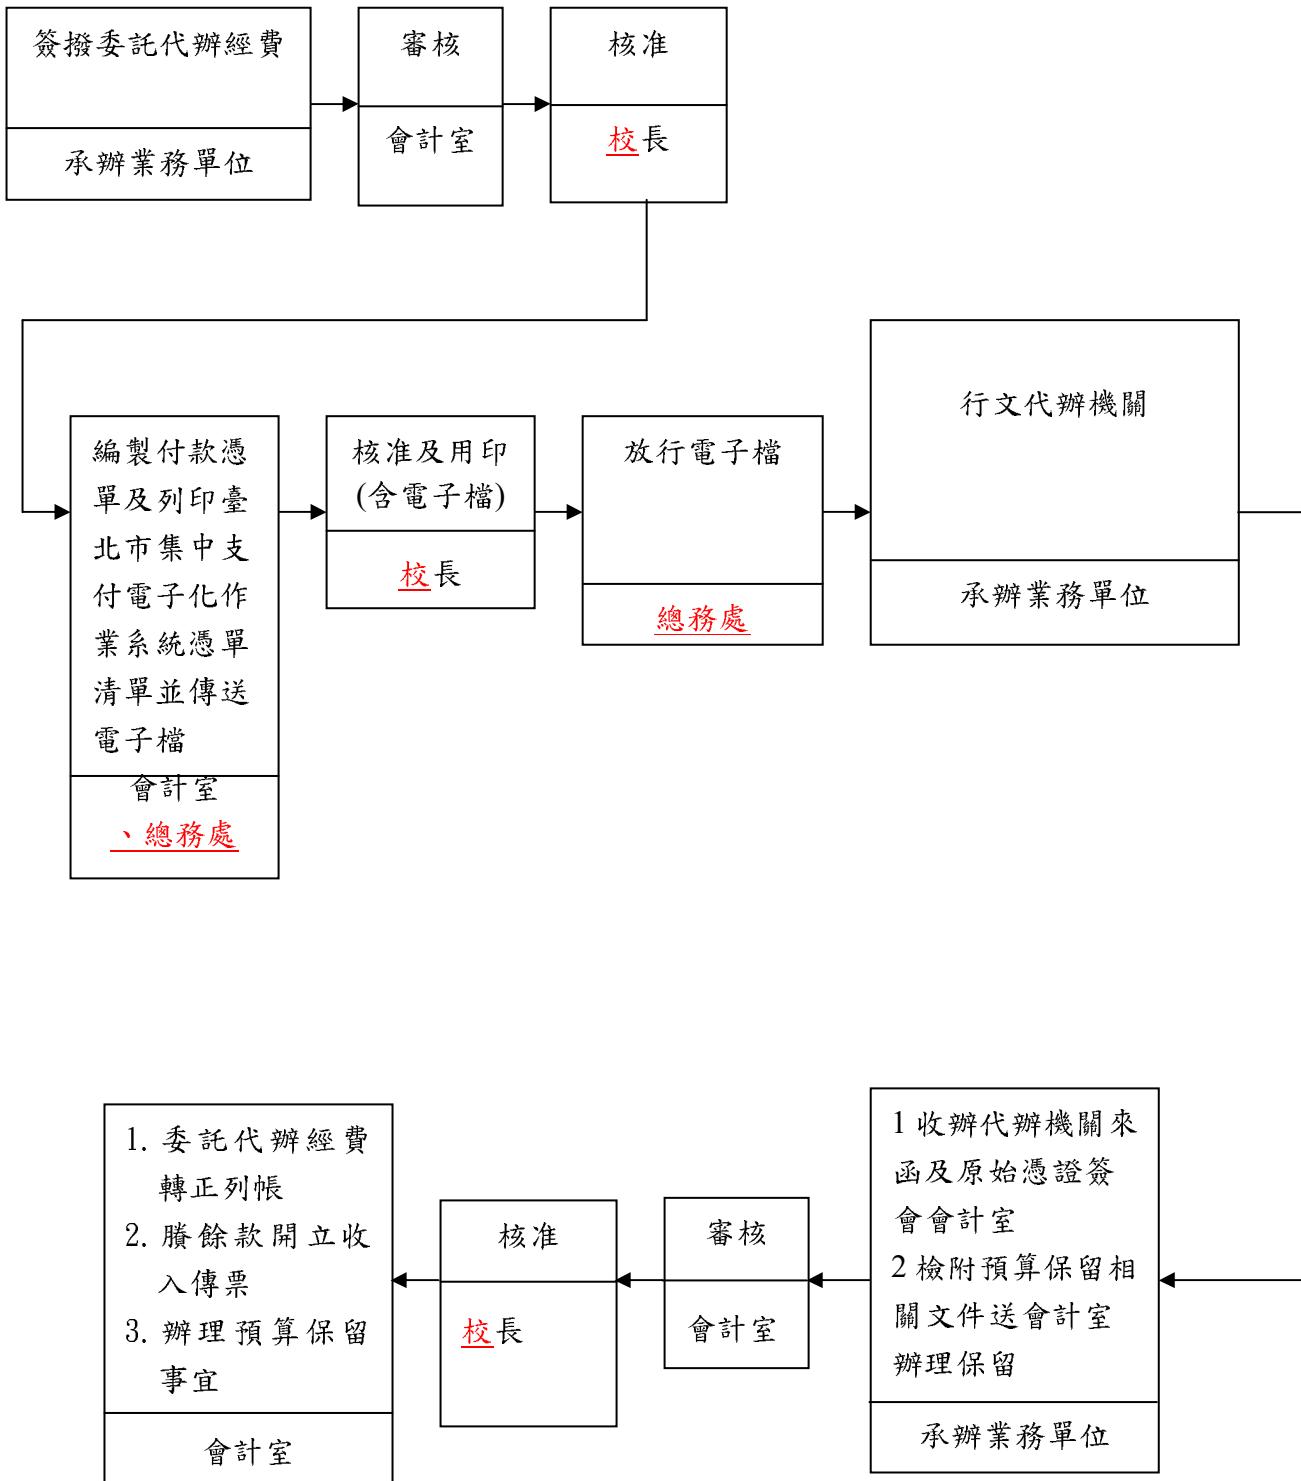 簽撥委託代辦經費
承辦業務單位
審核
會計室
核准
校長
編製付款憑
單及列印臺
北市集中支
付電子化作
業系統憑單
清單並傳送
電子檔
會計室
、總務處
核准及用印
(含電子檔)
校長
放行電子檔
總務處
行文代辦機關
承辦業務單位
1 收辦代辦機關來
函及原始憑證簽
會會計室
2 檢附預算保留相
關文件送會計室
辦理保留
承辦業務單位
審核
會計室
核准
校長
1. 委託代辦經費
轉正列帳
2. 賸餘款開立收
入傳票
3. 辦理預算保留
事宜
會計室